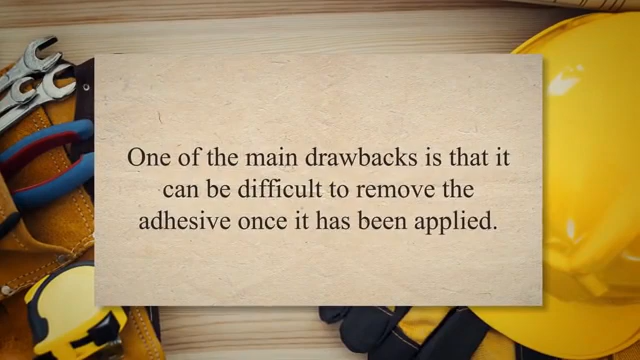 One of the main drawbacks is that it
can be difficult to remove the
adhesive once it has been applied.